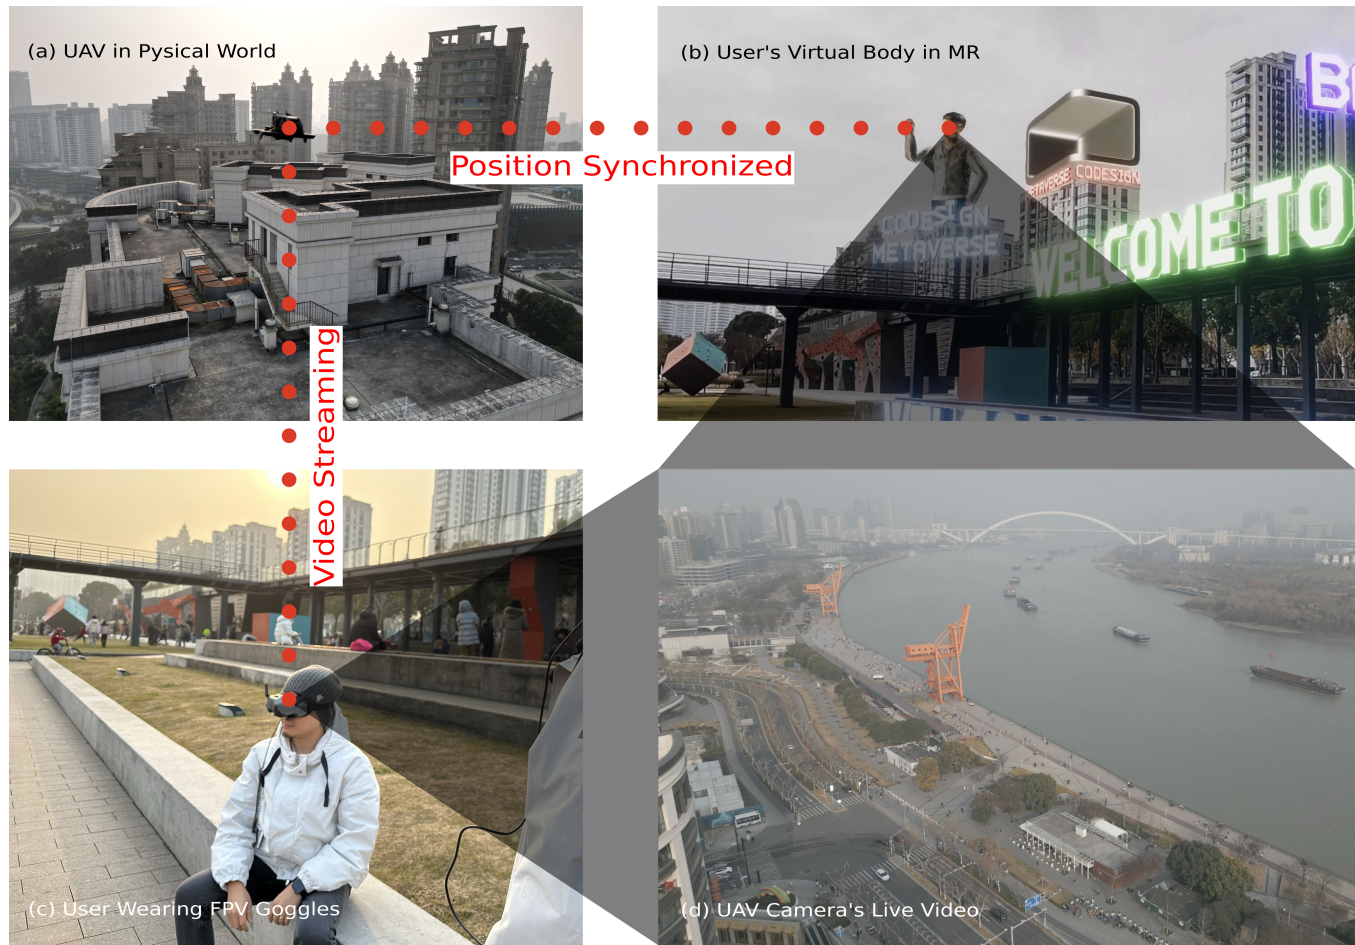 (a) UAV in Pysical World
(b) User's Virtual Body in MR
Position Synchronized
METAVERSE CODESIGN
CODESIGN
METAVERSE
WELCOME TO
Video Streaming
(c) User Wearing FPV Goggles
(d) UAV Camera's Live Video